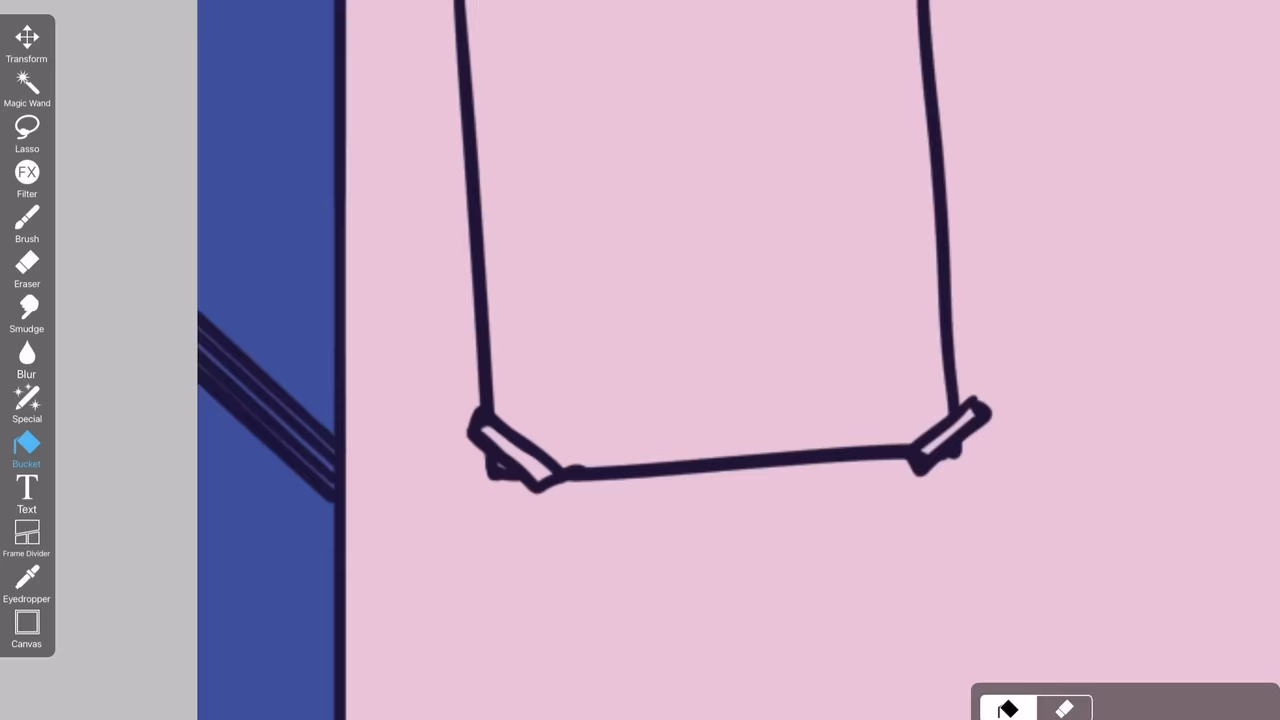 Transform
Magic Wand
Lasso
FX
Filter
Brush
Eraser
Smudge
Blur
Special
Bucket
T
Text
Frame Divider
Eyedropper
Canvas